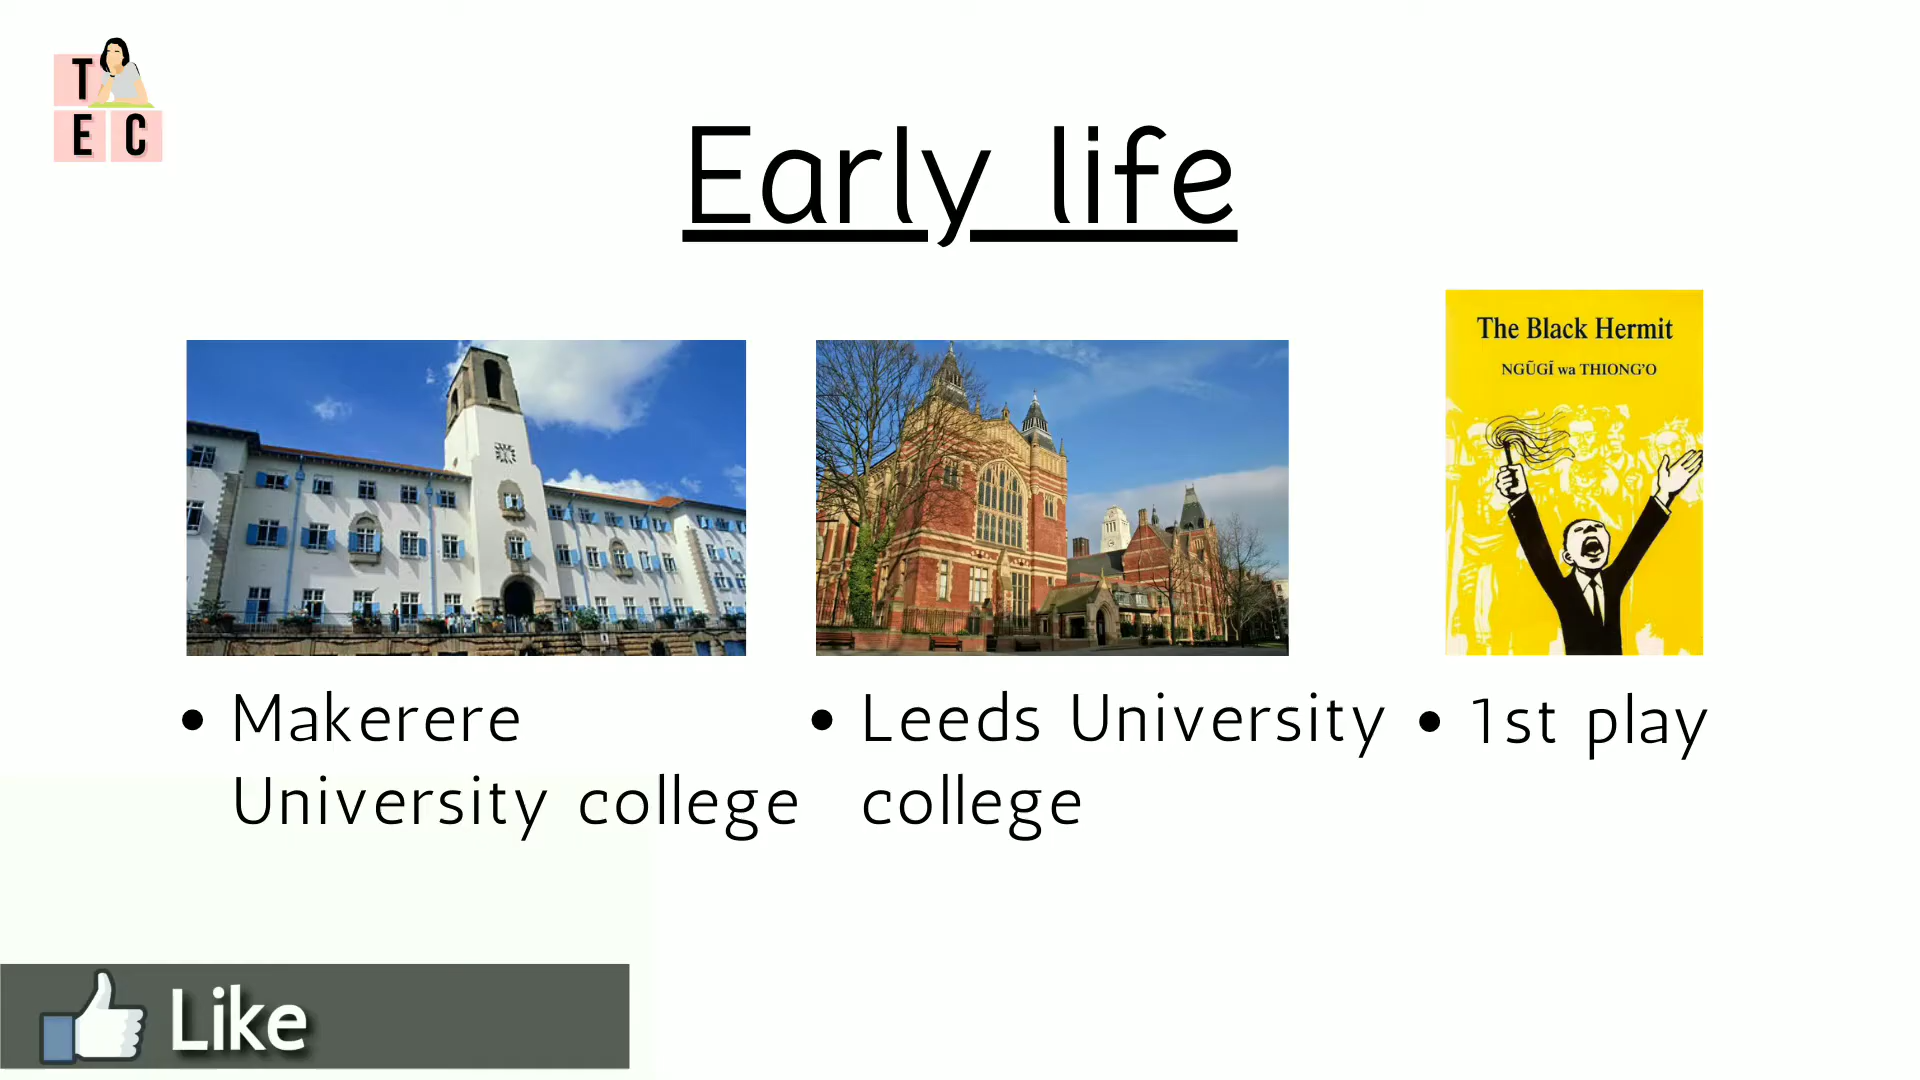 T
E C
Early life
The Black Hermit
NGŨGĨ wa THIONG'O
• Makerere
University college
• Leeds University
college
• 1st play
Like